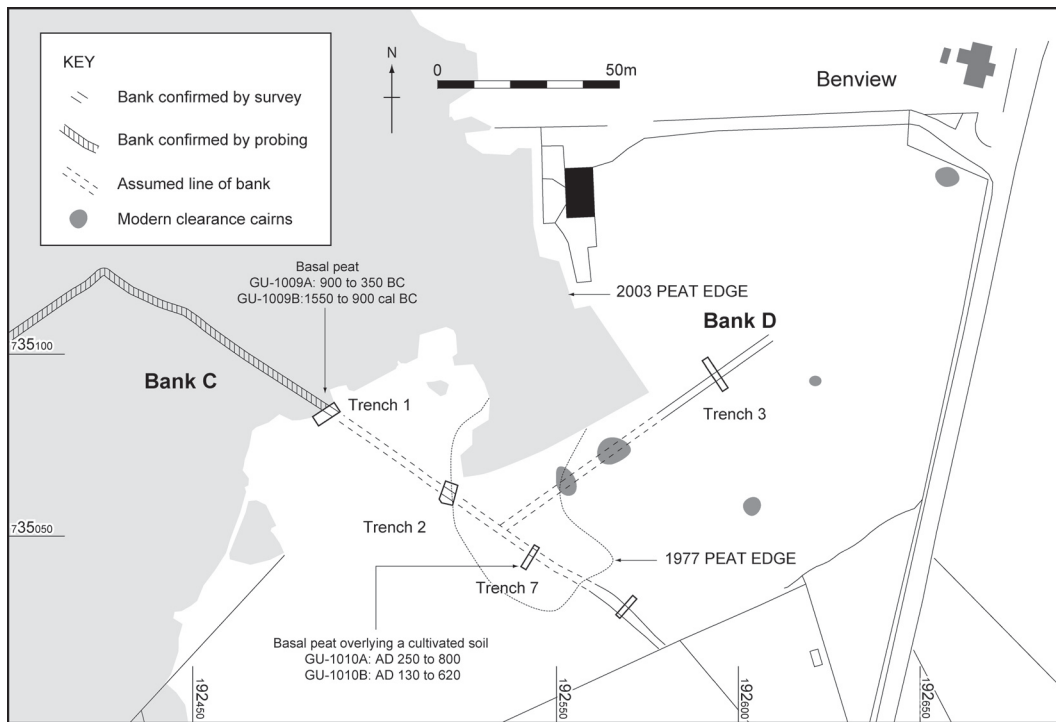 KEY
Bank confirmed by survey
Bank confirmed by probing
Assumed line of bank
Modern clearance cairns
N
0 50m
Benview
Basal peat
GU-1009A: 900 to 350 BC
GU-1009B:1550 to 900 cal BC
2003 PEAT EDGE
Bank D
735100
Bank C
Trench 1
Trench 3
Trench 2
735050
1977 PEAT EDGE
Trench 7
Basal peat overlying a cultivated soil
GU-1010A: AD 250 to 800
GU-1010B: AD 130 to 620
192450
192550
192600
192650